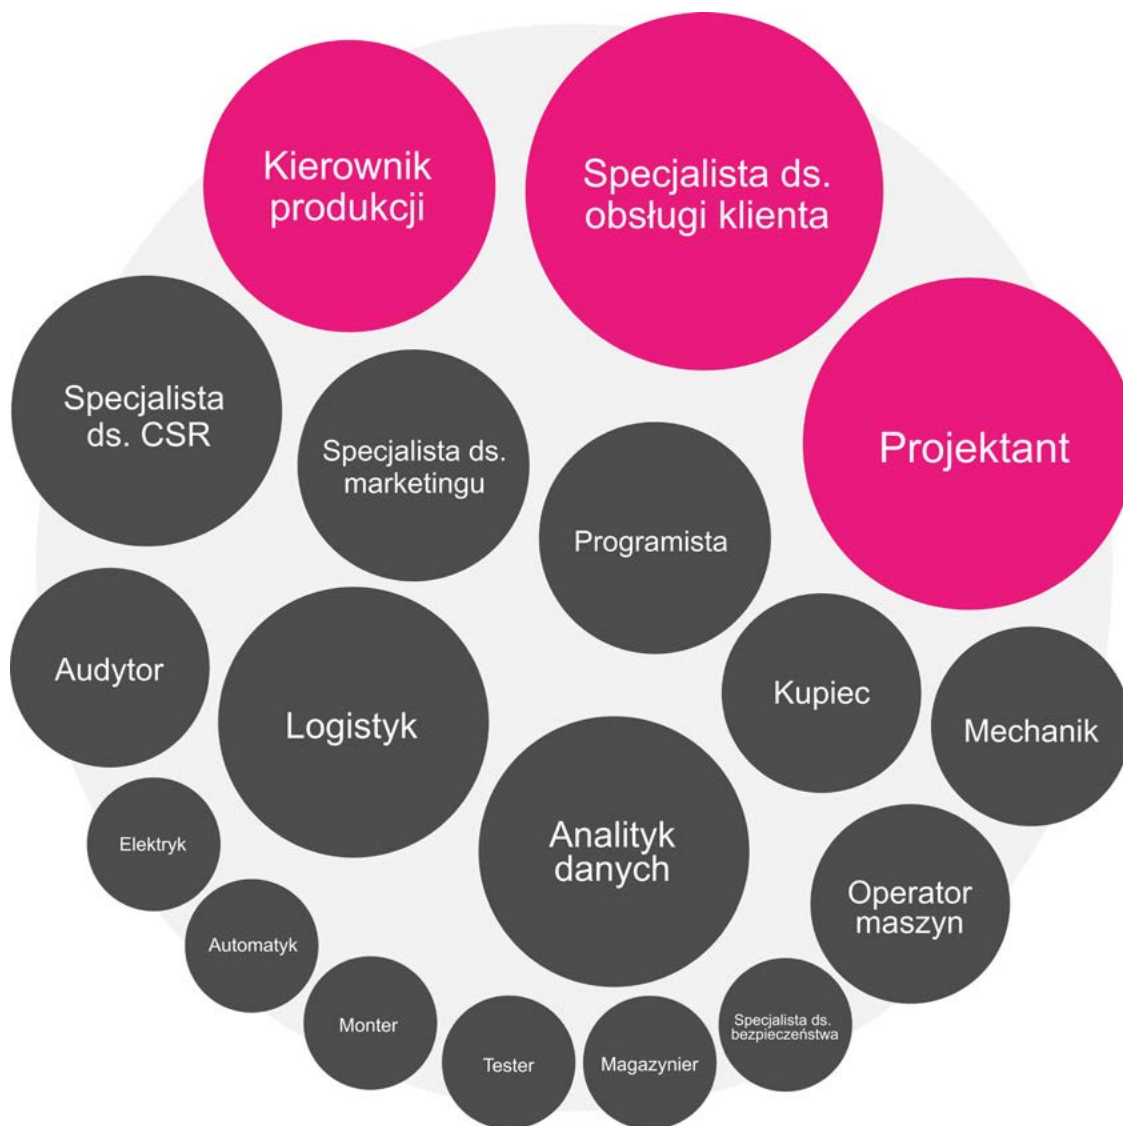 Kierownik
produkcji
Specjalista ds.
obsługi klienta
Projektant
Specjalista
ds. CSR
Specjalista ds.
marketingu
Programista
Audytor
Logistyk
Kupiec
Mechanik
Elektryk
Analityk
danych
Operator
maszyn
Automatyk
Monter
Tester
Magazynier
Specjalista ds.
bezpieczeństwa